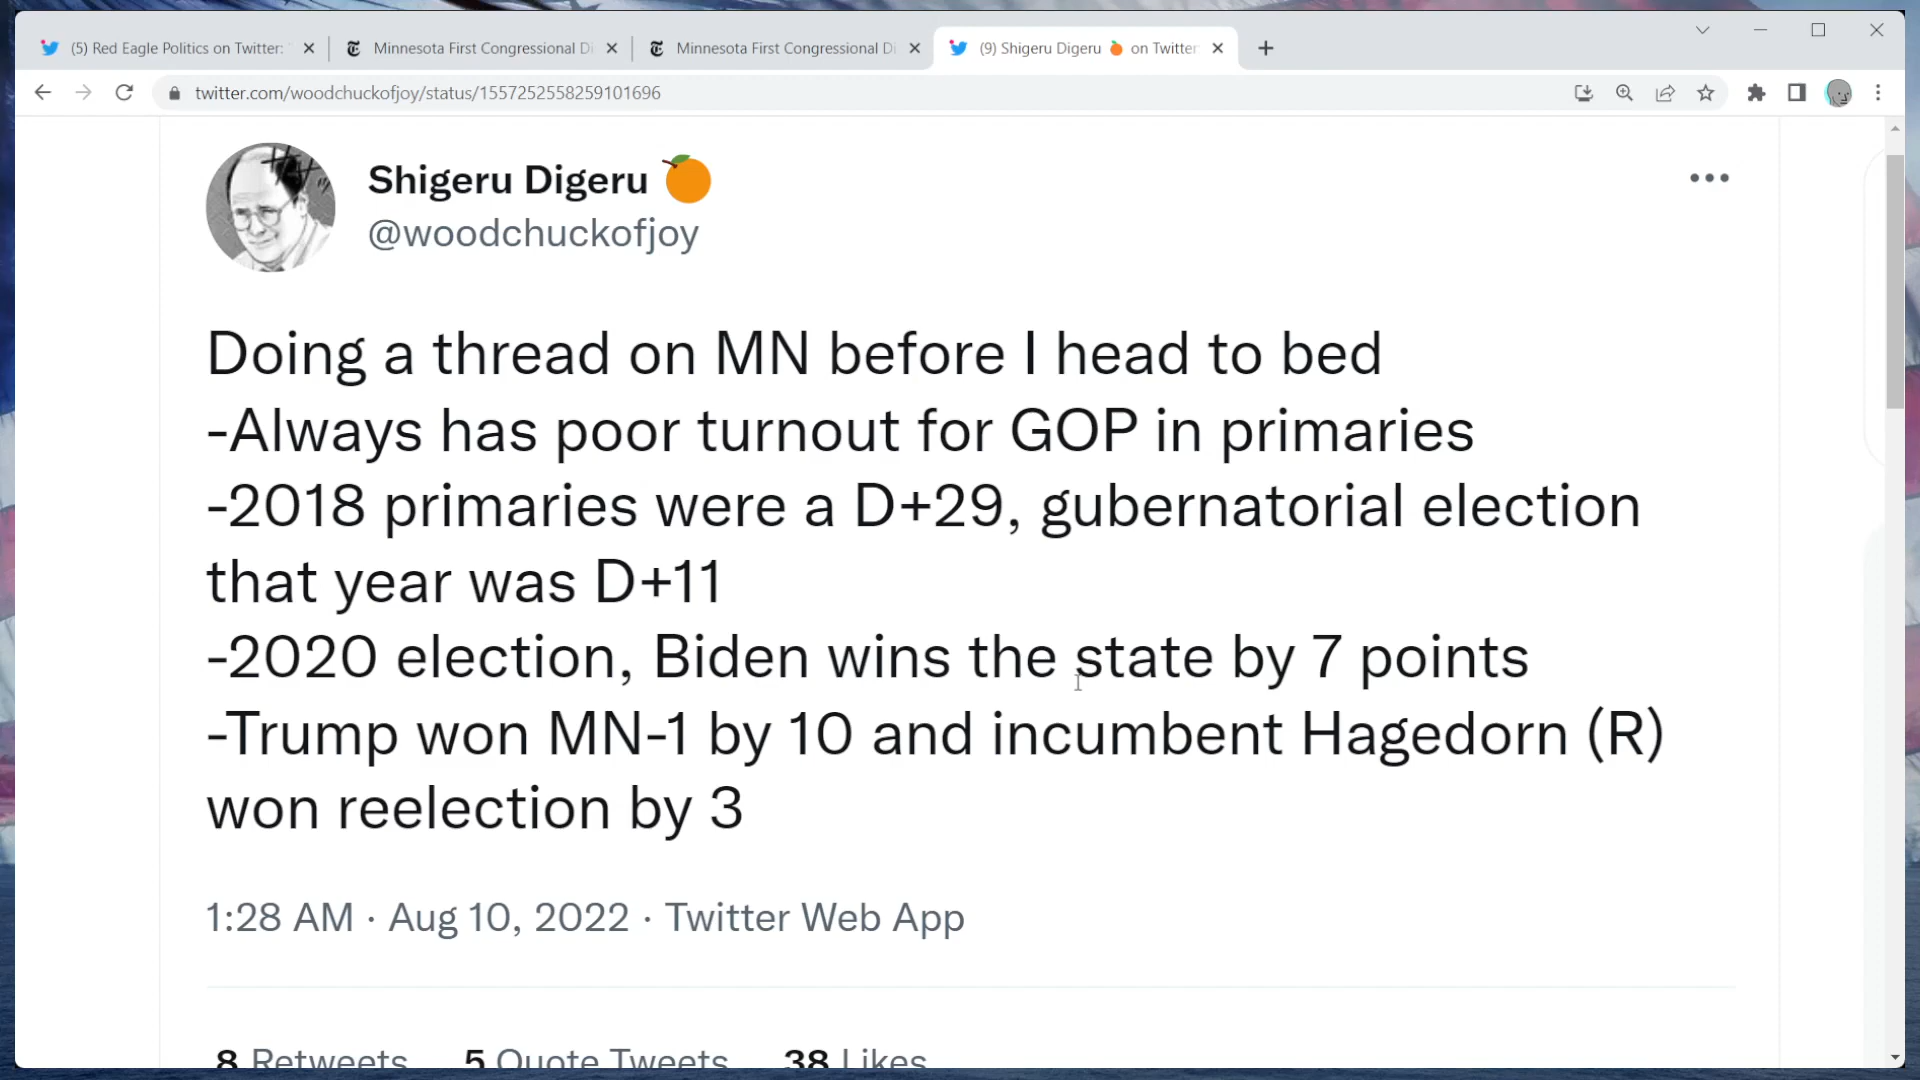 (5) Red Eagle Politics on Twitter:
Minnesota First Congressional Di
Minnesota First Congressional Di
(9) Shigeru Digeru 🍊 on Twitter
twitter.com/woodchuckofjoy/status/1557252558259101696
Shigeru Digeru 🍊
@woodchuckofjoy
Doing a thread on MN before I head to bed
-Always has poor turnout for GOP in primaries
-2018 primaries were a D+29, gubernatorial election
that year was D+11
-2020 election, Biden wins the state by 7 points
-Trump won MN-1 by 10 and incumbent Hagedorn (R)
won reelection by 3
1:28 AM · Aug 10, 2022 · Twitter Web App
8 Retweets 5 Quote Tweets 38 Likes